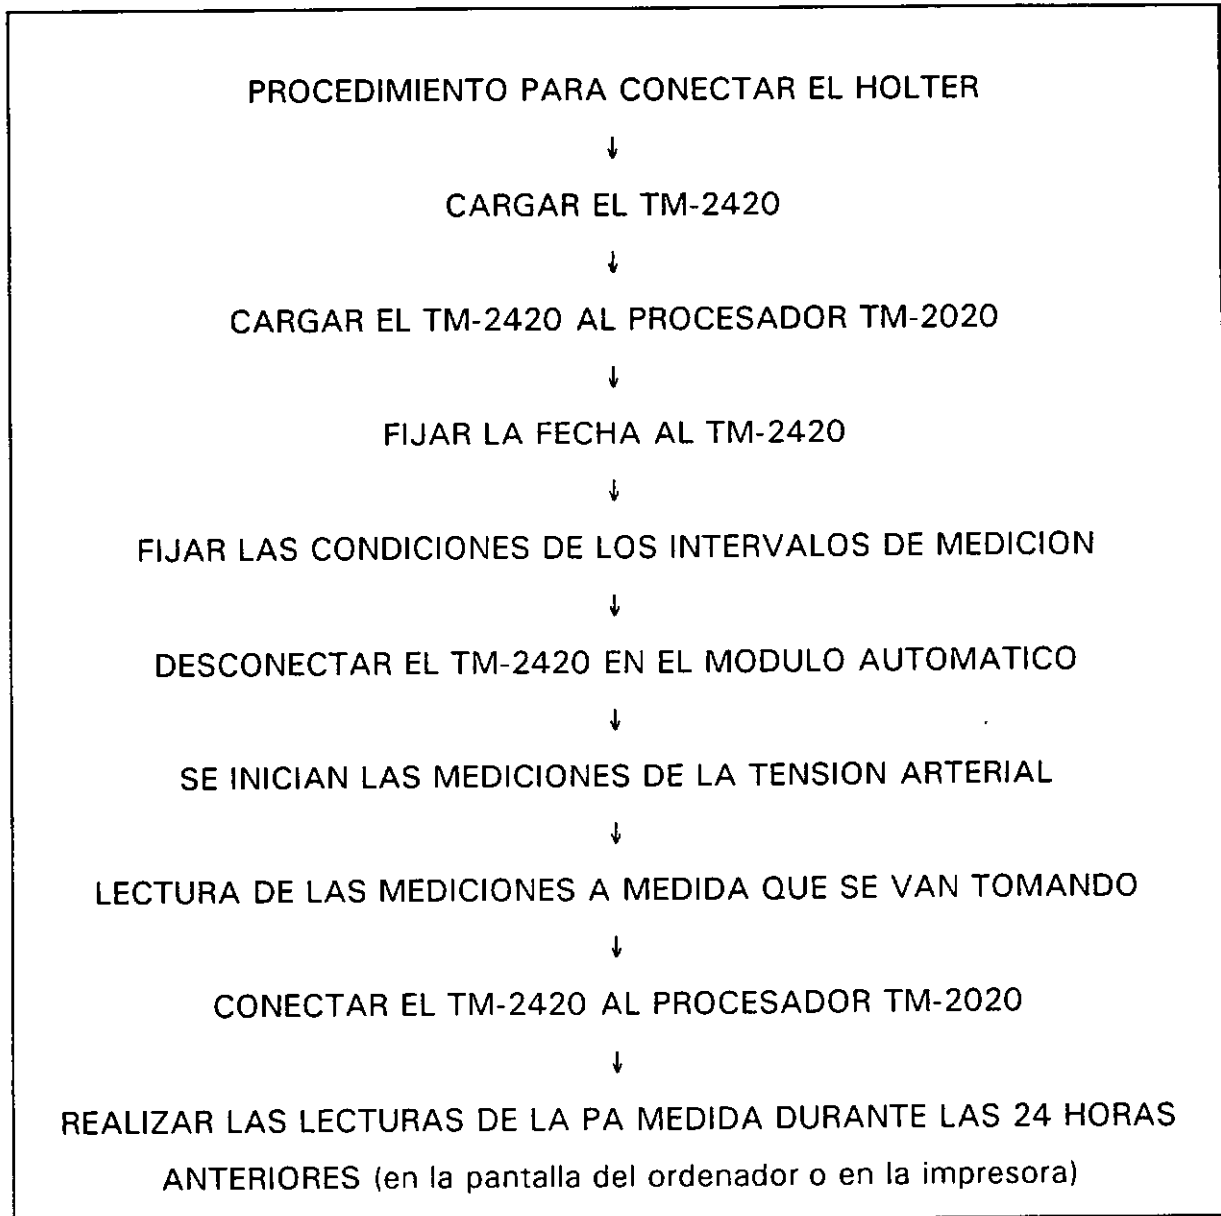 PROCEDIMIENTO PARA CONECTAR EL HOLTER
↓
CARGAR EL TM-2420
↓
CARGAR EL TM-2420 AL PROCESADOR TM-2020
↓
FIJAR LA FECHA AL TM-2420
↓
FIJAR LAS CONDICIONES DE LOS INTERVALOS DE MEDICION
↓
DESCONECTAR EL TM-2420 EN EL MODULO AUTOMATICO
↓
SE INICIAN LAS MEDICIONES DE LA TENSION ARTERIAL
↓
LECTURA DE LAS MEDICIONES A MEDIDA QUE SE VAN TOMANDO
↓
CONECTAR EL TM-2420 AL PROCESADOR TM-2020
↓
REALIZAR LAS LECTURAS DE LA PA MEDIDA DURANTE LAS 24 HORAS
ANTERIORES (en la pantalla del ordenador o en la impresora)